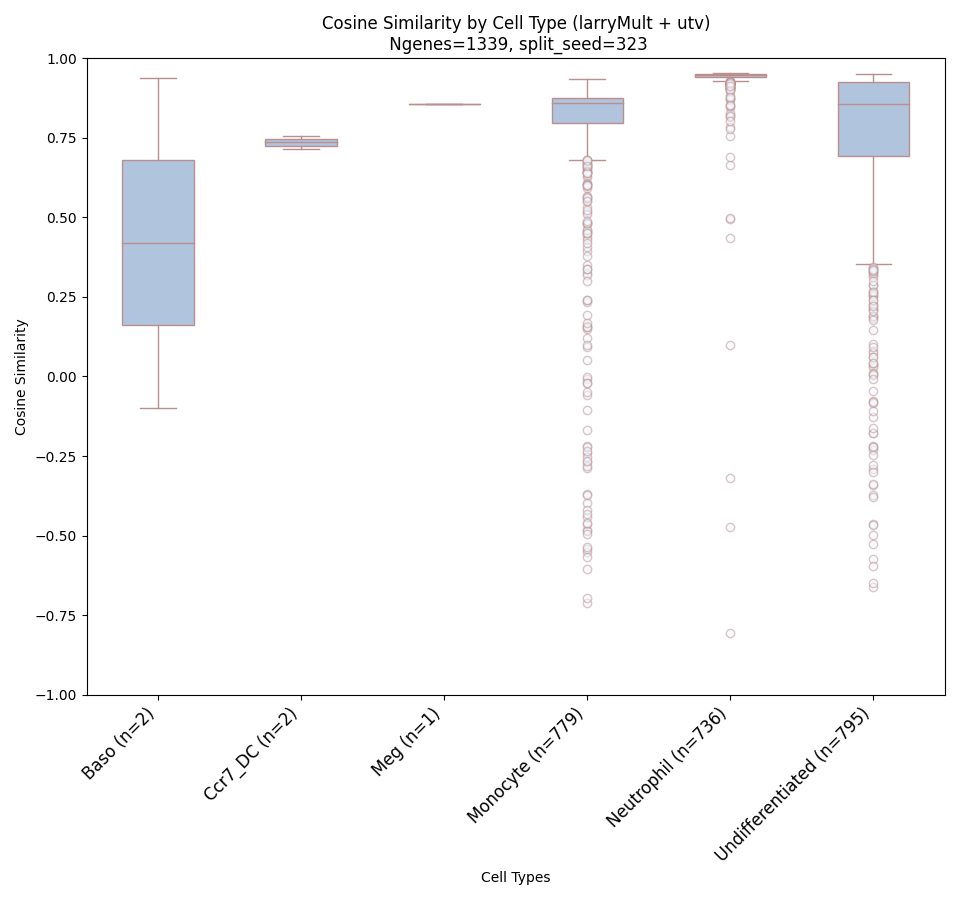 Cosine Similarity by Cell Type (larryMult + utv)
Ngenes=1339, split_seed=323
1.00
0.75
0.50
0.25
0.00
−0.25
−0.50
−0.75
−1.00
Cosine Similarity
Baso (n=2)
Ccr7_DC (n=2)
Meg (n=1)
Monocyte (n=779)
Neutrophil (n=736)
Undifferentiated (n=795)
Cell Types